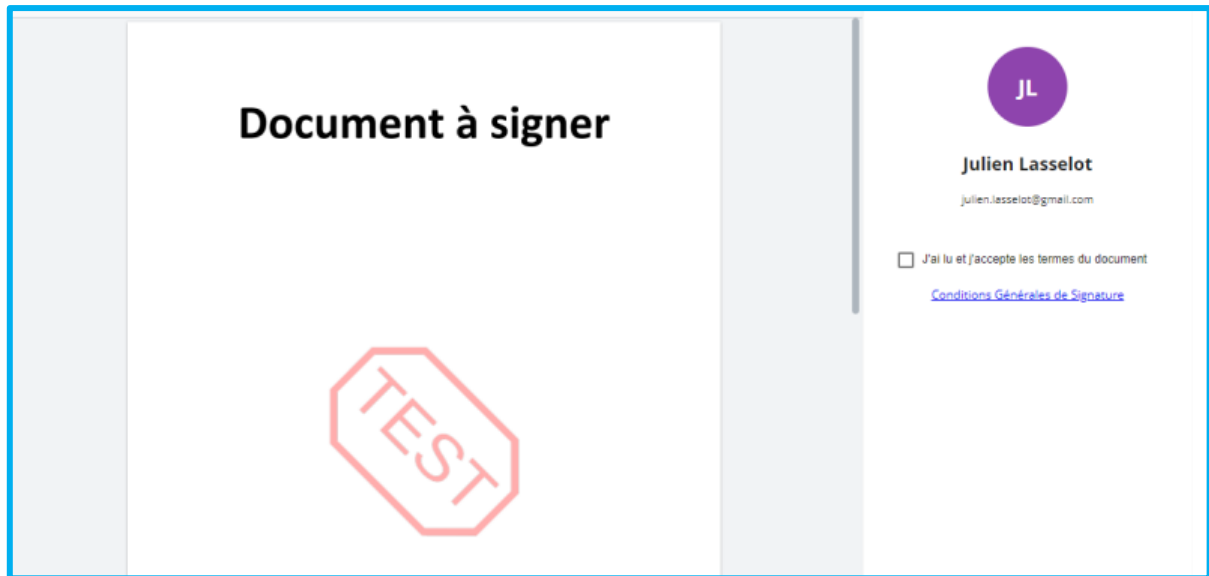 Document à signer
TEST
JL
Julien Lasselot
julien.lasselot@gmail.com
J'ai lu et j'accepte les termes du document
Conditions Générales de Signature